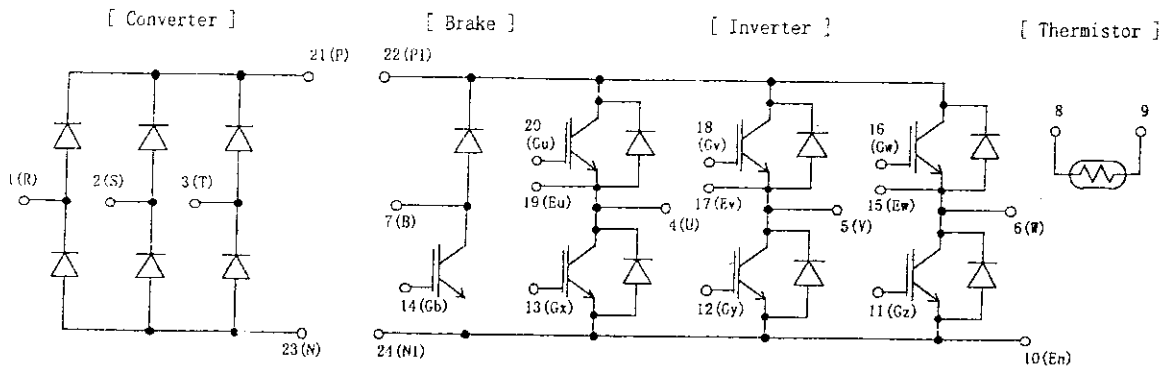 [ Converter ]
[ Brake ]
[ Inverter ]
[ Thermistor ]
21(P)
22(P1)
20
(Gu)
18
(Gv)
16
(Gw)
8
9
1(R)
2(S)
3(T)
19(Eu)
17(Ev)
15(Ew)
7(B)
4(U)
5(V)
6(W)
14(Gb)
13(Gx)
12(Gy)
11(Gz)
23(N)
24(N1)
10(En)